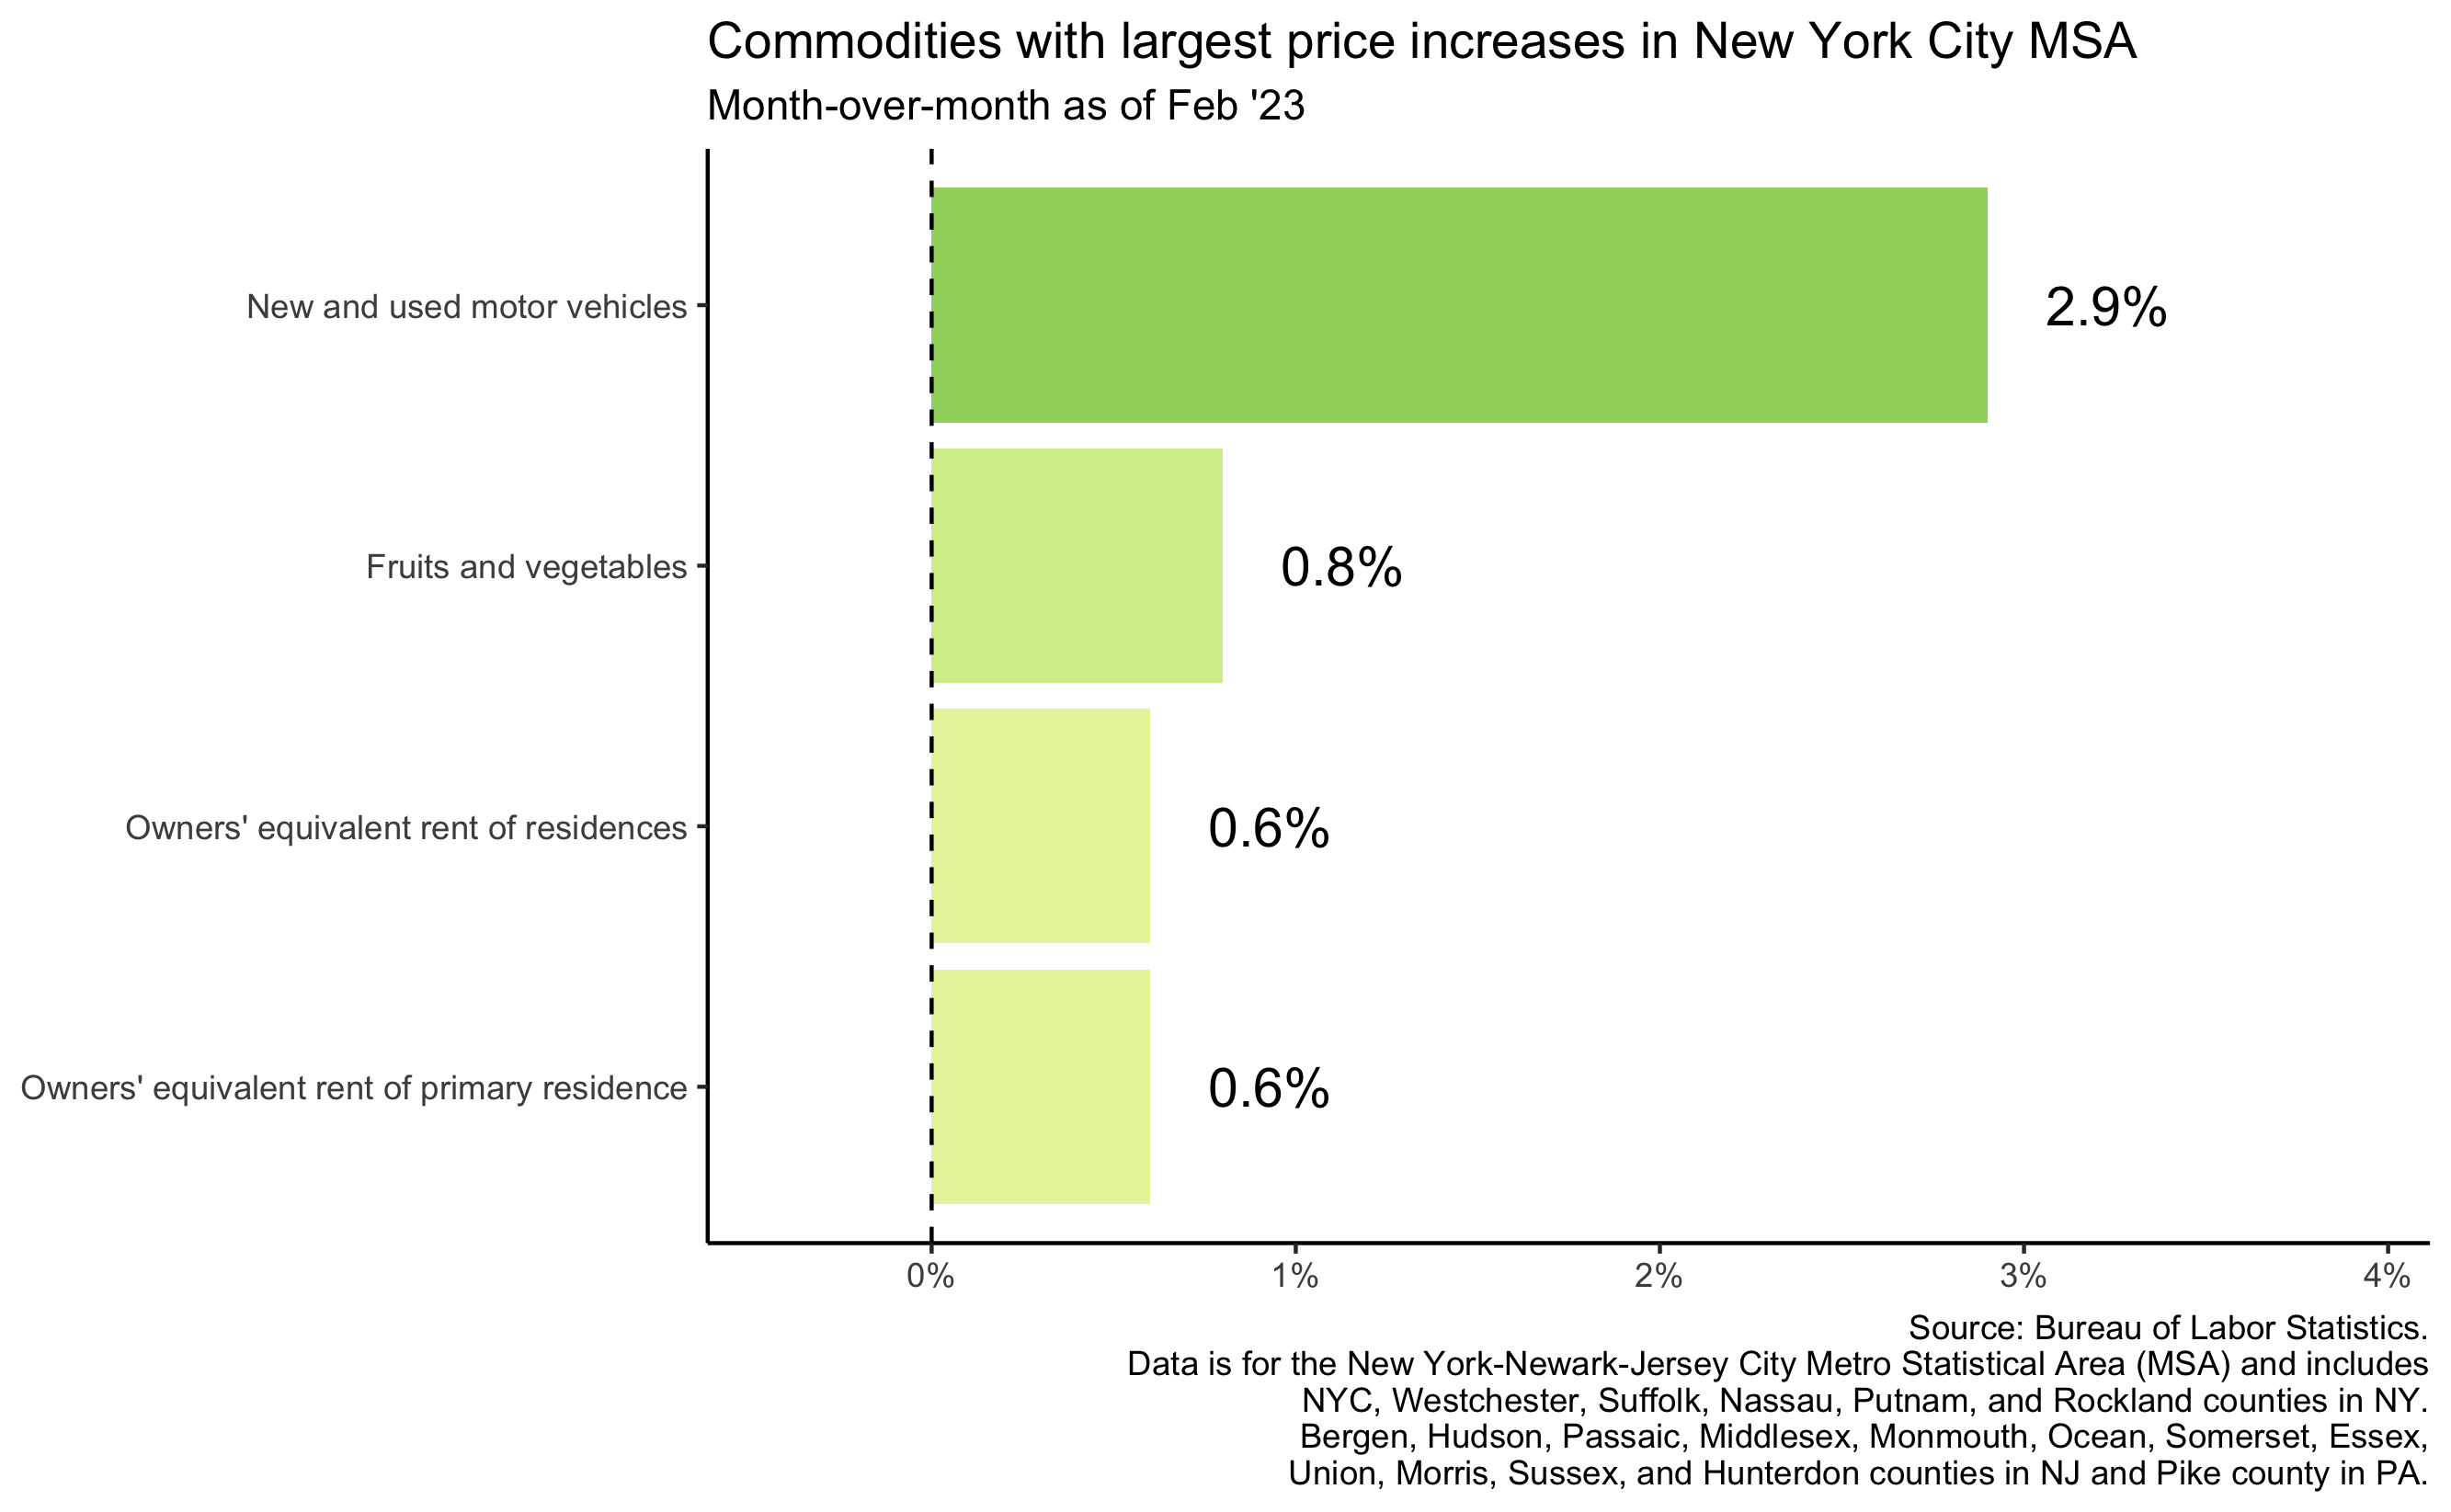 Commodities with largest price increases in New York City MSA
Month-over-month as of Feb '23
New and used motor vehicles
2.9%
Fruits and vegetables
0.8%
Owners' equivalent rent of residences
0.6%
Owners' equivalent rent of primary residence
0.6%
0% 1% 2% 3% 4%
Source: Bureau of Labor Statistics.
Data is for the New York-Newark-Jersey City Metro Statistical Area (MSA) and includes
NYC, Westchester, Suffolk, Nassau, Putnam, and Rockland counties in NY.
Bergen, Hudson, Passaic, Middlesex, Monmouth, Ocean, Somerset, Essex,
Union, Morris, Sussex, and Hunterdon counties in NJ and Pike county in PA.